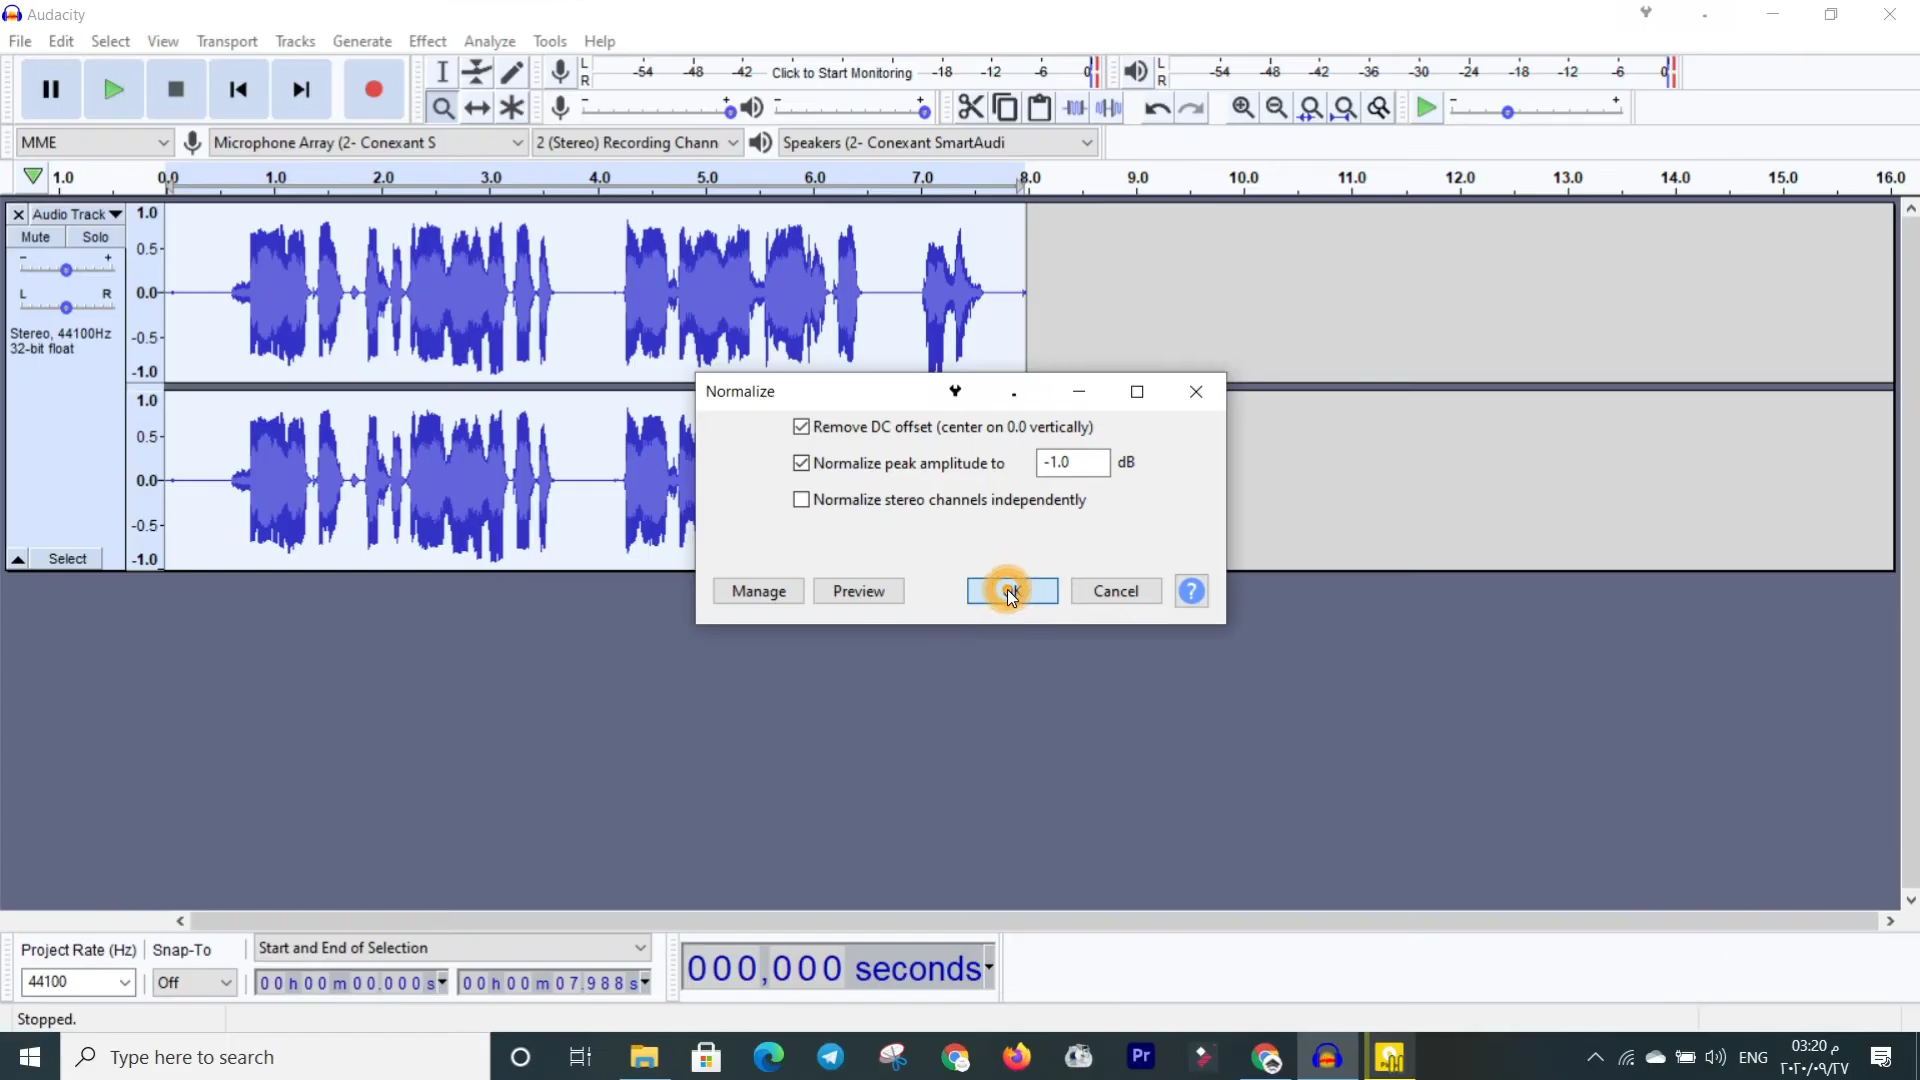 Audacity
File Edit Select View Transport Tracks Generate Effect Analyze Tools Help
L R -54 -48 -42 Click to Start Monitoring -18 -12 -6 0 L R -54 -48 -42 -36 -30 -24 -18 -12 -6 0
MME Microphone Array (2- Conexant S 2 (Stereo) Recording Chann Speakers (2- Conexant SmartAudi
1.0 0.0 1.0 2.0 3.0 4.0 5.0 6.0 7.0 8.0 9.0 10.0 11.0 12.0 13.0 14.0 15.0 16.0
Audio Track 1.0
Mute Solo
0.5
- +
L R 0.0
Stereo, 44100Hz -0.5
32-bit float
-1.0
1.0
0.5
0.0
-0.5
Select -1.0
Normalize
Remove DC offset (center on 0.0 vertically)
Normalize peak amplitude to -1.0 dB
Normalize stereo channels independently
Manage Preview Cancel ?
Project Rate (Hz) Snap-To Start and End of Selection
44100 Off 00h00m00.000s 00h00m07.988s 000,000 seconds
Stopped.
Type here to search Pr ENG
03:20 م
٢٠٢٠/٠٩/٢٧